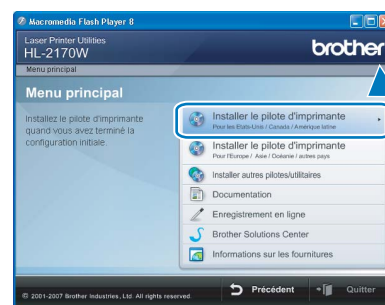 Macromedia Flash Player 8
Laser Printer Utilities
HL-2170W
brother
Menu principal
Menu principal
Installez le pilote d'imprimante
quand vous avez terminé la
configuration initiale.
Installer le pilote d'imprimante
Pour les Etats-Unis / Canada / Amérique latine
Installer le pilote d'imprimante
Pour l'Europe / Asie / Océanie / autres pays
Installer autres pilotes/utilitaires
Documentation
Enregistrement en ligne
Brother Solutions Center
Informations sur les fournitures
© 2001-2007 Brother Industries, Ltd. All rights reserved
Précédent
Quitter